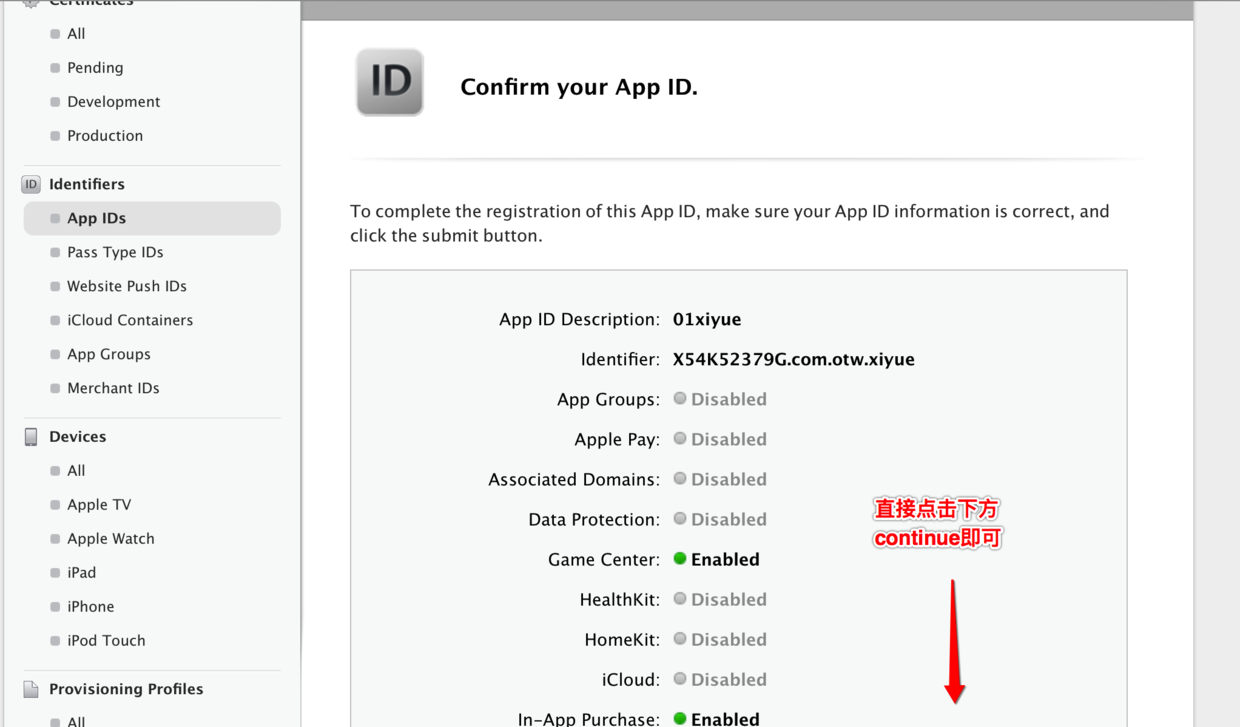 Certificates
All
Pending
Development
Production
ID Identifiers
App IDs
Pass Type IDs
Website Push IDs
iCloud Containers
App Groups
Merchant IDs
Devices
All
Apple TV
Apple Watch
iPad
iPhone
iPod Touch
Provisioning Profiles
All
ID
Confirm your App ID.
To complete the registration of this App ID, make sure your App ID information is correct, and
click the submit button.
App ID Description: 01xiyue
Identifier: X54K52379G.com.otw.xiyue
App Groups: Disabled
Apple Pay: Disabled
Associated Domains: Disabled
Data Protection: Disabled
Game Center: Enabled
HealthKit: Disabled
HomeKit: Disabled
iCloud: Disabled
In-App Purchase: Enabled
直接点击下方
continue即可